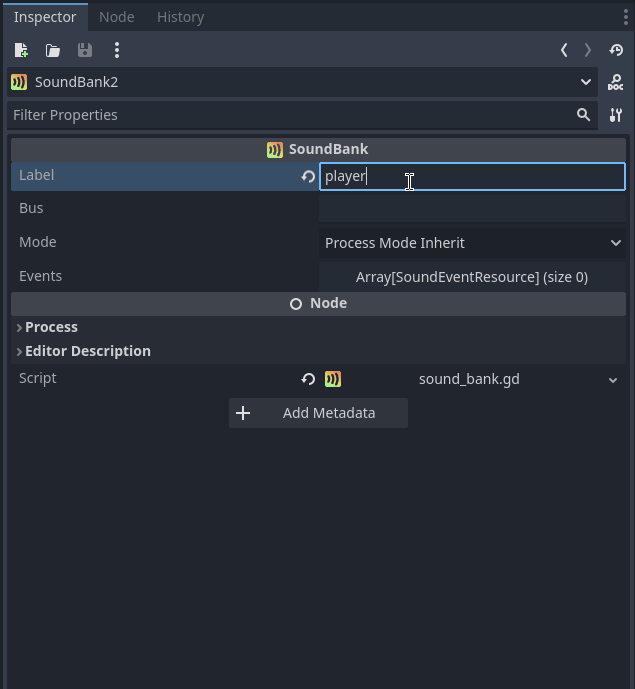 Inspector Node History
SoundBank2
DOC
Filter Properties
SoundBank
Label player
Bus
Mode Process Mode Inherit
Events Array[SoundEventResource] (size 0)
Node
Process
Editor Description
Script sound_bank.gd
Add Metadata